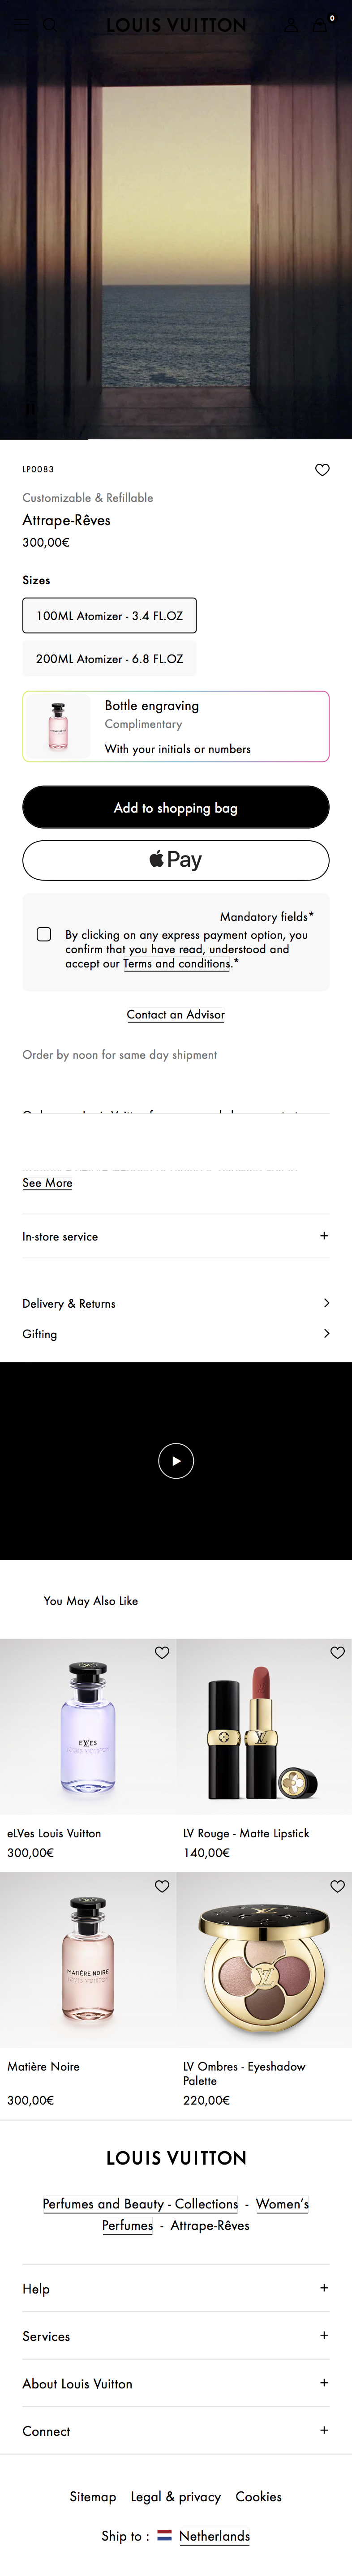 LOUIS VUITTON
0
LP0083
Customizable & Refillable
Attrape-Rêves
300,00€
Sizes
100ML Atomizer - 3.4 FL.OZ
200ML Atomizer - 6.8 FL.OZ
Bottle engraving
Complimentary
With your initials or numbers
Add to shopping bag
Pay
Mandatory fields*
By clicking on any express payment option, you
confirm that you have read, understood and
accept our Terms and conditions.*
Contact an Advisor
Order by noon for same day shipment
See More
In-store service
Delivery & Returns
Gifting
You May Also Like
eLVes Louis Vuitton
300,00€
LV Rouge - Matte Lipstick
140,00€
MATIÈRE NOIRE
LOUIS VUITTON
Matière Noire
300,00€
LV Ombres - Eyeshadow
Palette
220,00€
LOUIS VUITTON
Perfumes and Beauty - Collections - Women's
Perfumes - Attrape-Rêves
Help
Services
About Louis Vuitton
Connect
Sitemap Legal & privacy Cookies
Ship to : Netherlands